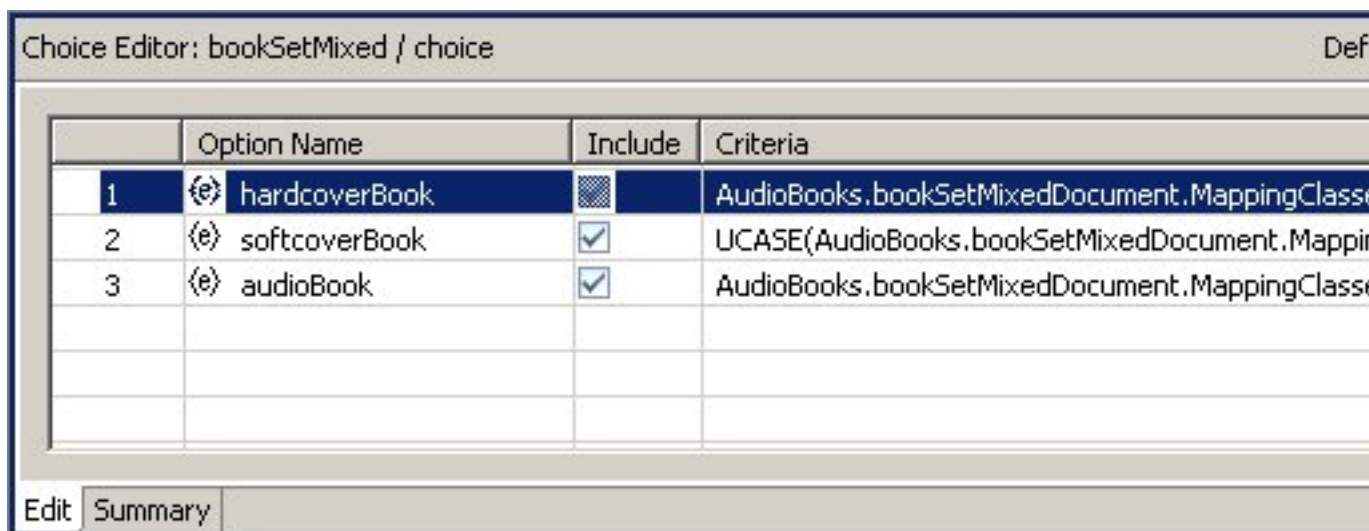 Choice Editor: bookSetMixed / choice Def
Option Name Include Criteria
1 (e) hardcoverBook AudioBooks.bookSetMixedDocument.MappingClasse
2 (e) softcoverBook UCASE(AudioBooks.bookSetMixedDocument.Mappin
3 (e) audioBook AudioBooks.bookSetMixedDocument.MappingClasse
Edit Summary